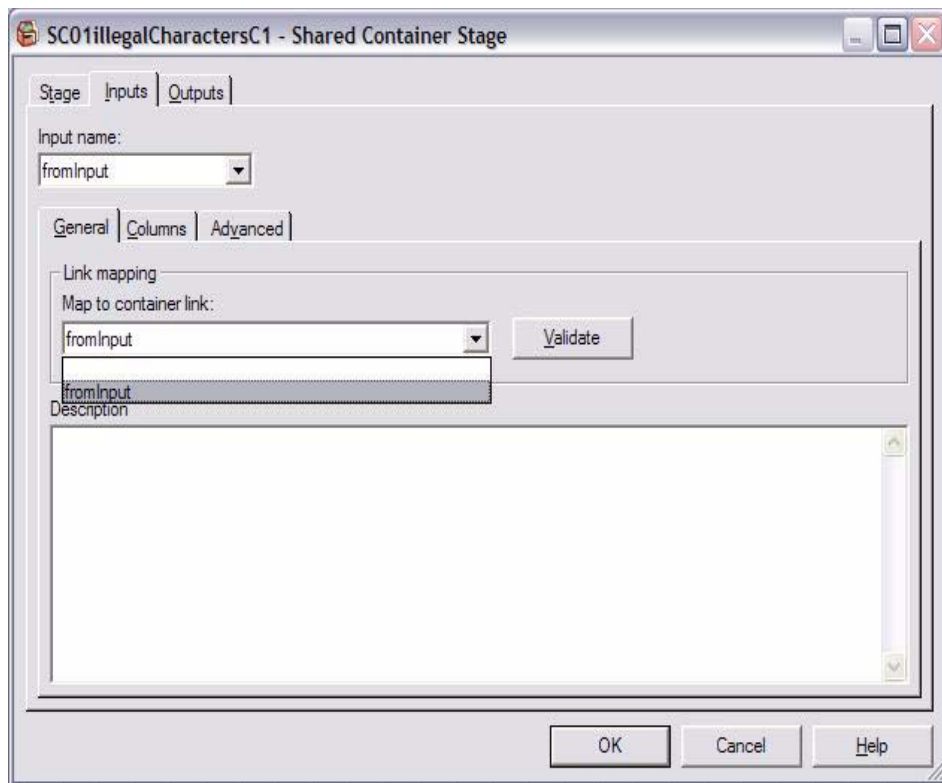 SC01illegalCharactersC1 - Shared Container Stage
Stage Inputs Outputs
Input name:
fromInput
General Columns Advanced
Link mapping
Map to container link:
fromInput Validate
fromInput
Description
OK Cancel Help